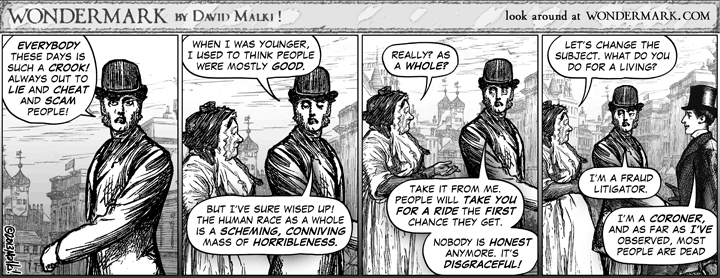 WONDERMARK BY DAVID MALKI !
look around at WONDERMARK.COM
EVERYBODY
THESE DAYS IS
SUCH A CROOK!
ALWAYS OUT TO
LIE AND CHEAT
AND SCAM
PEOPLE!
WHEN I WAS YOUNGER,
I USED TO THINK PEOPLE
WERE MOSTLY GOOD.
BUT I'VE SURE WISED UP!
THE HUMAN RACE AS A WHOLE
IS A SCHEMING, CONNIVING
MASS OF HORRIBLENESS.
REALLY? AS
A WHOLE?
TAKE IT FROM ME.
PEOPLE WILL TAKE YOU
FOR A RIDE THE FIRST
CHANCE THEY GET.
NOBODY IS HONEST
ANYMORE. IT'S
DISGRACEFUL!
LET'S CHANGE THE
SUBJECT. WHAT DO YOU
DO FOR A LIVING?
I'M A FRAUD
LITIGATOR.
I'M A CORONER,
AND AS FAR AS I'VE
OBSERVED, MOST
PEOPLE ARE DEAD